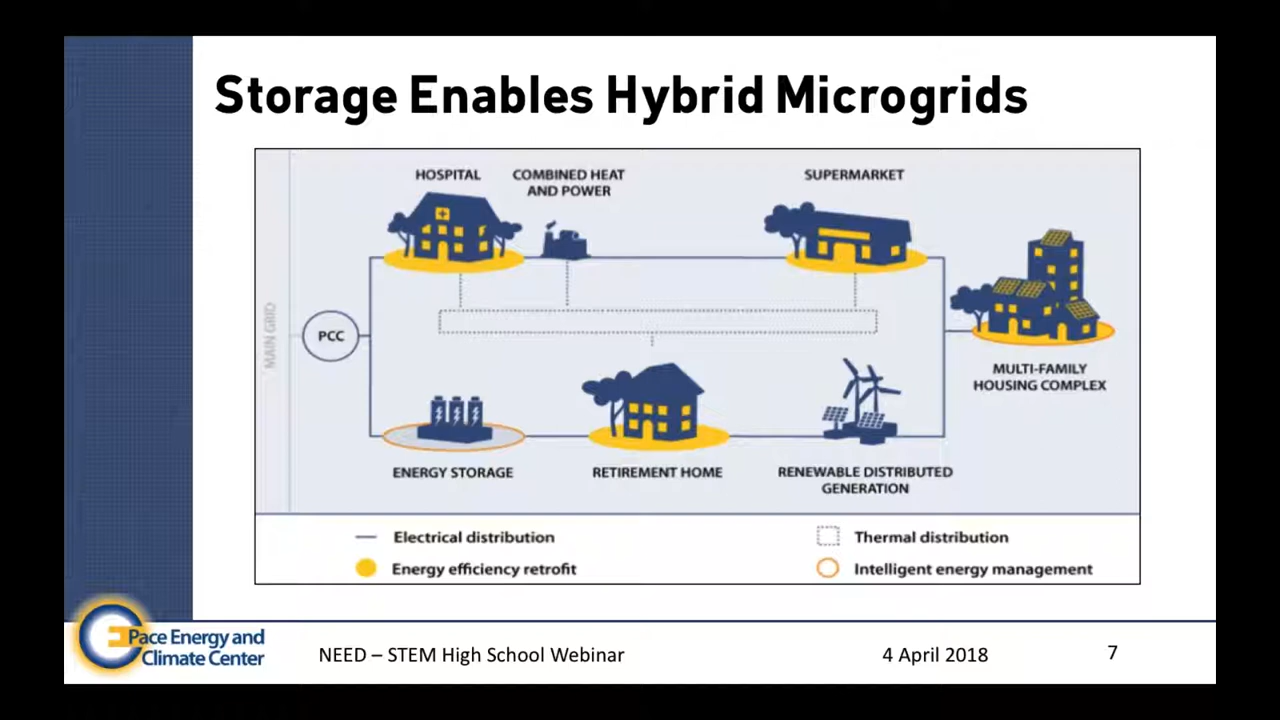 Storage Enables Hybrid Microgrids
HOSPITAL
COMBINED HEAT
AND POWER
SUPERMARKET
MAIN GRID
PCC
MULTI-FAMILY
HOUSING COMPLEX
ENERGY STORAGE
RETIREMENT HOME
RENEWABLE DISTRIBUTED
GENERATION
Electrical distribution
Thermal distribution
Energy efficiency retrofit
Intelligent energy management
Pace Energy and
Climate Center
NEED – STEM High School Webinar
4 April 2018
7